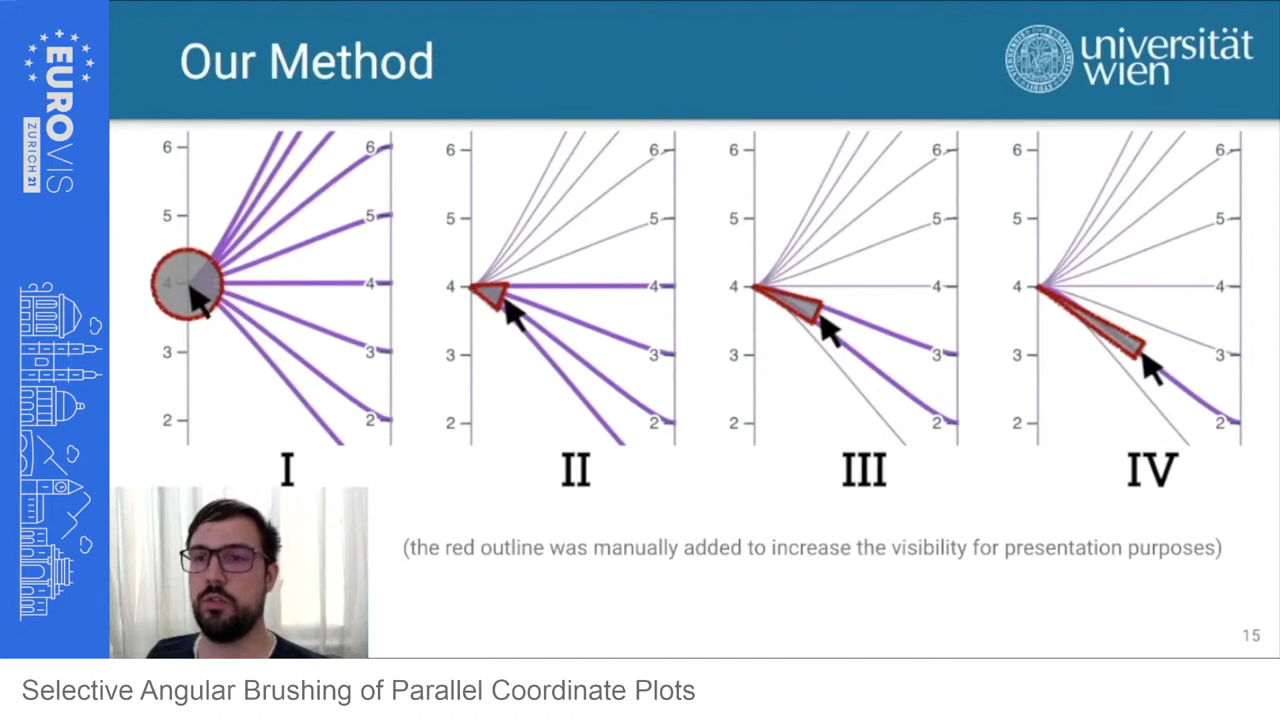 EUROVIS
ZURICH 21
Our Method
universität
wien
6 6 6 6 6 6 6 6
5 5 5 5 5 5 5 5
4 4 4 4 4 4 4 4
3 3 3 3 3 3 3 3
2 2 2 2 2 2 2 2
I II III IV
(the red outline was manually added to increase the visibility for presentation purposes)
15
Selective Angular Brushing of Parallel Coordinate Plots